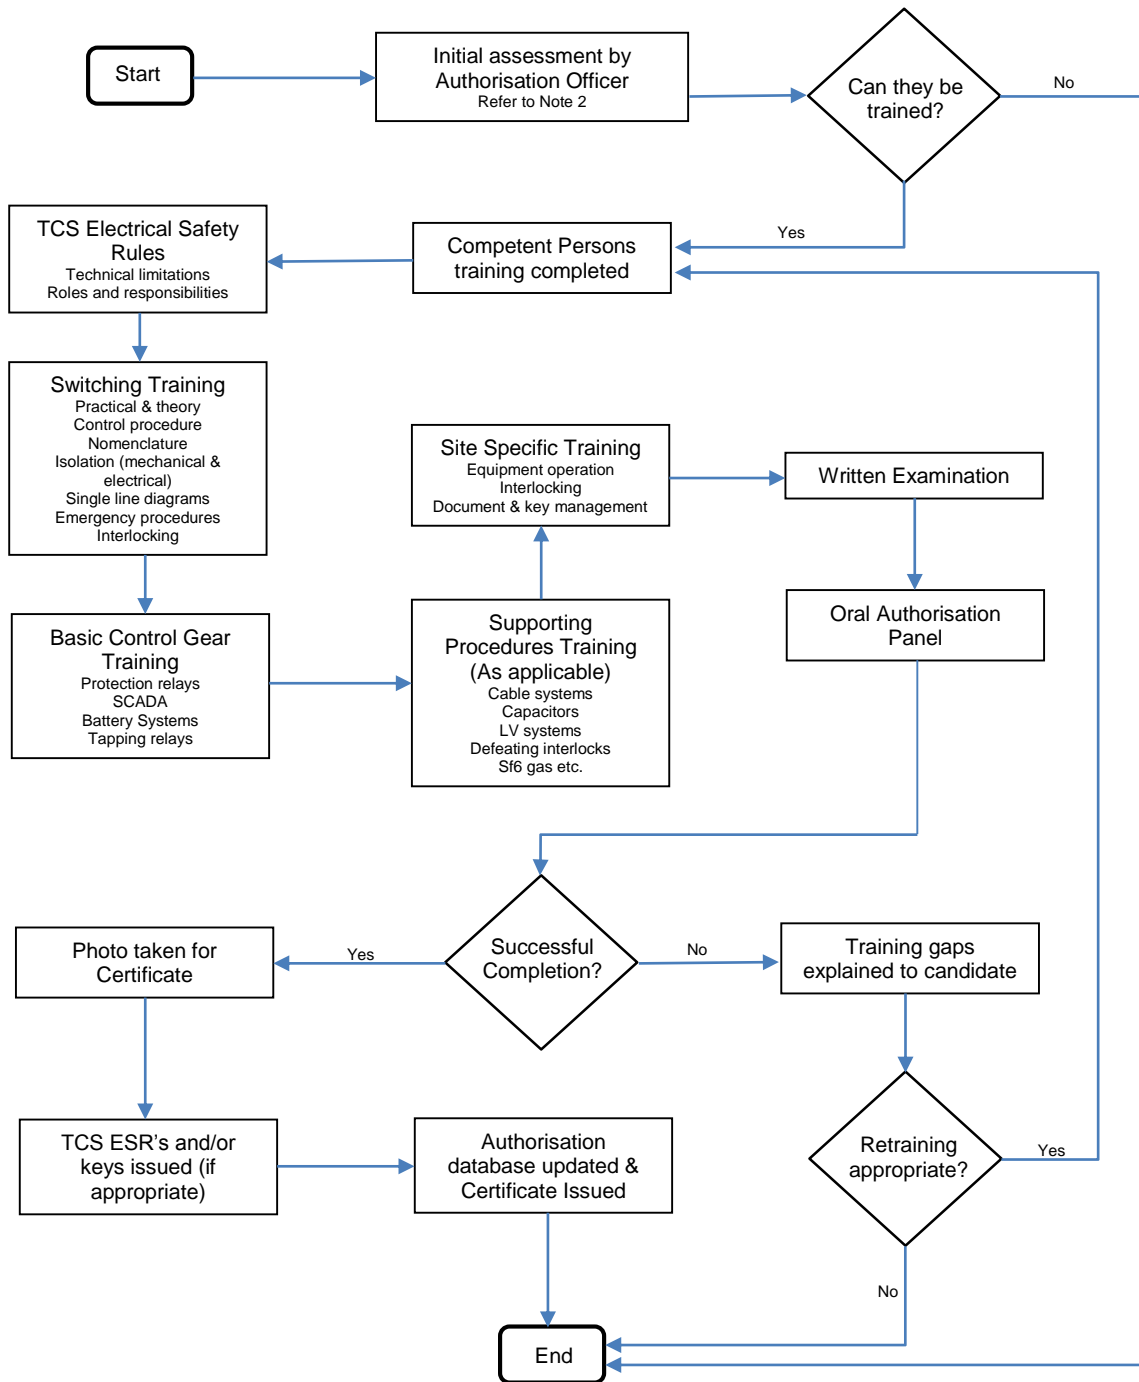 Start
Initial assessment by
Authorisation Officer
Refer to Note 2
Can they be
trained?
No
Yes
Competent Persons
training completed
TCS Electrical Safety
Rules
Technical limitations
Roles and responsibilities
Switching Training
Practical & theory
Control procedure
Nomenclature
Isolation (mechanical &
electrical)
Single line diagrams
Emergency procedures
Interlocking
Basic Control Gear
Training
Protection relays
SCADA
Battery Systems
Tapping relays
Supporting
Procedures Training
(As applicable)
Cable systems
Capacitors
LV systems
Defeating interlocks
Sf6 gas etc.
Site Specific Training
Equipment operation
Interlocking
Document & key management
Written Examination
Oral Authorisation
Panel
Successful
Completion?
Yes
No
Photo taken for
Certificate
Training gaps
explained to candidate
TCS ESR's and/or
keys issued (if
appropriate)
Authorisation
database updated &
Certificate Issued
Retraining
appropriate?
Yes
No
End